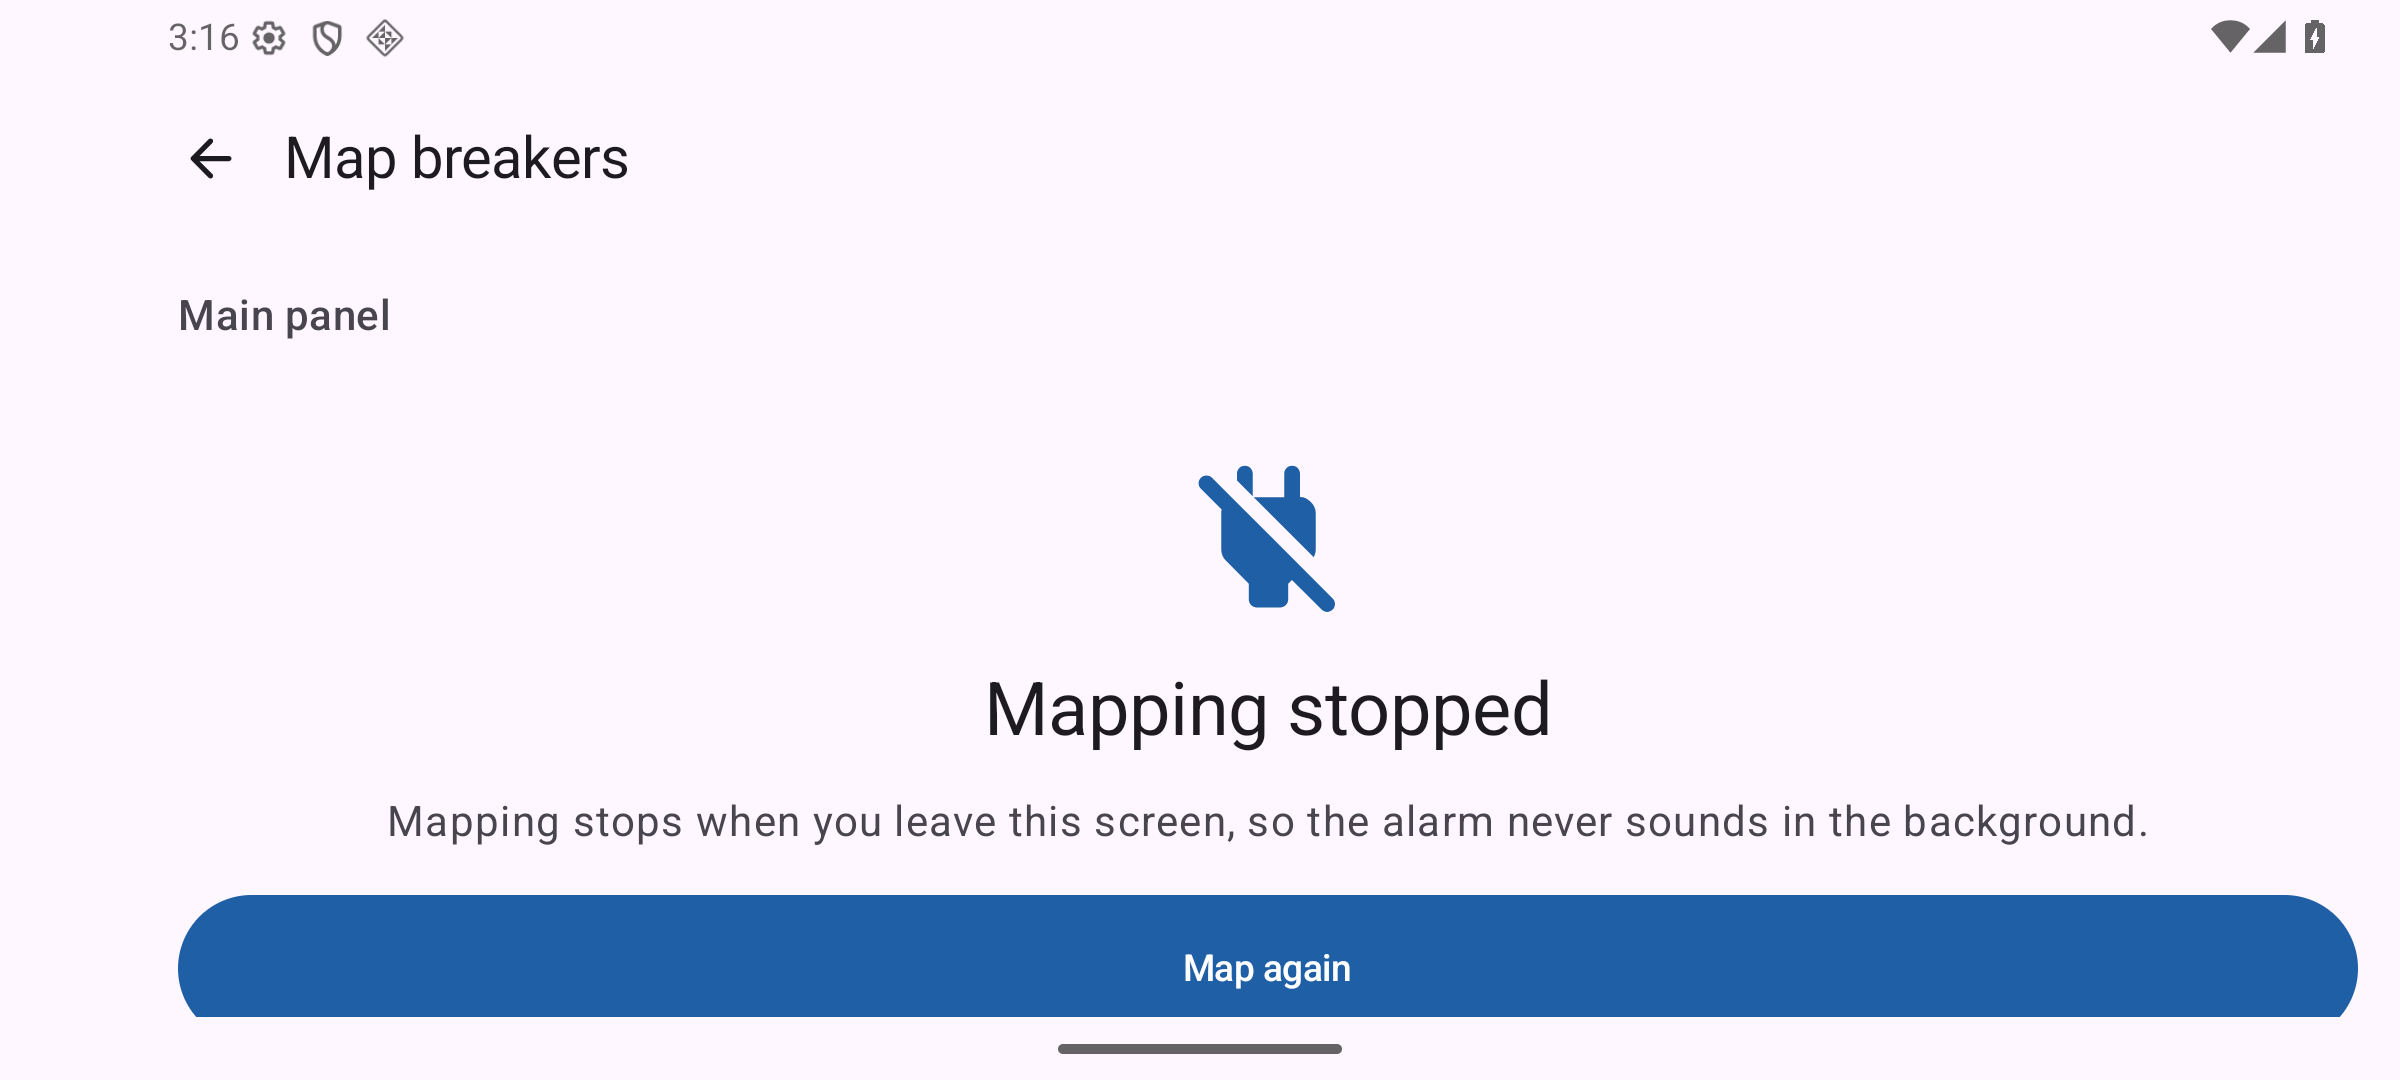 3:16
Map breakers
Main panel
Mapping stopped
Mapping stops when you leave this screen, so the alarm never sounds in the background.
Map again